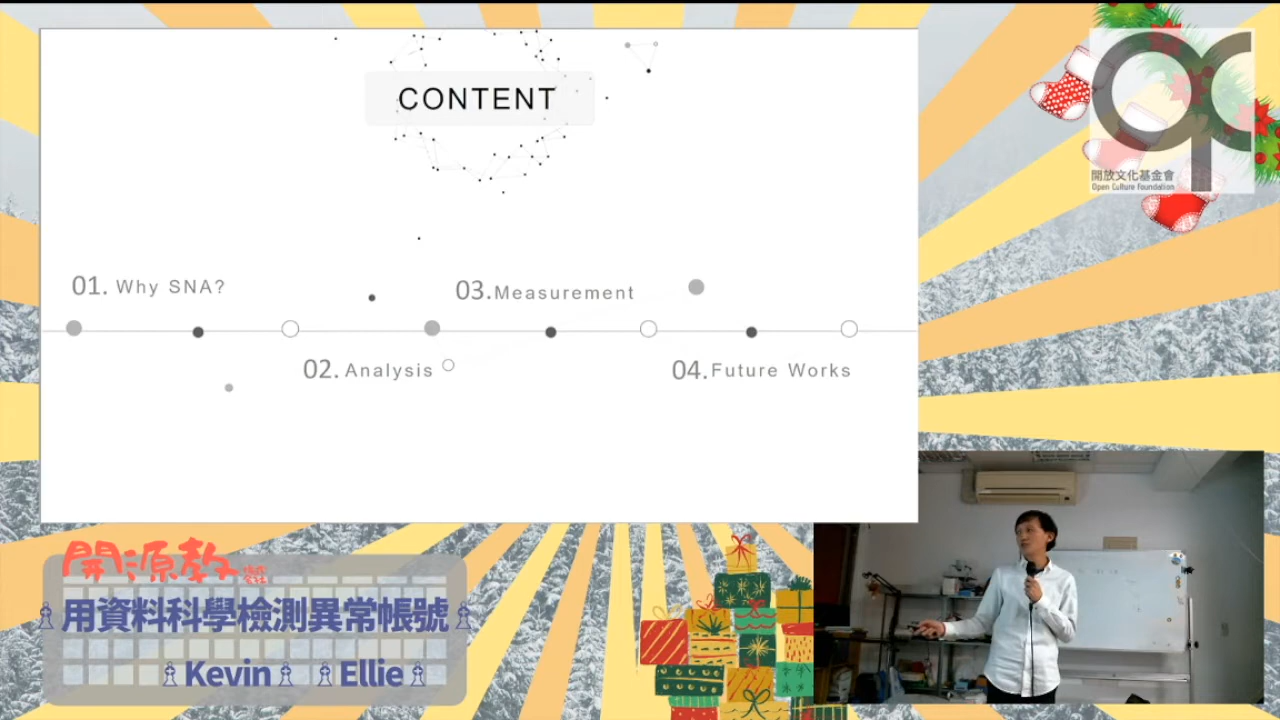 CONTENT
01. Why SNA?
03.Measurement
02. Analysis
04.Future Works
開放文化基金會
Open Culture Foundation
開源教
用資料科學檢測異常帳號
Kevin Ellie